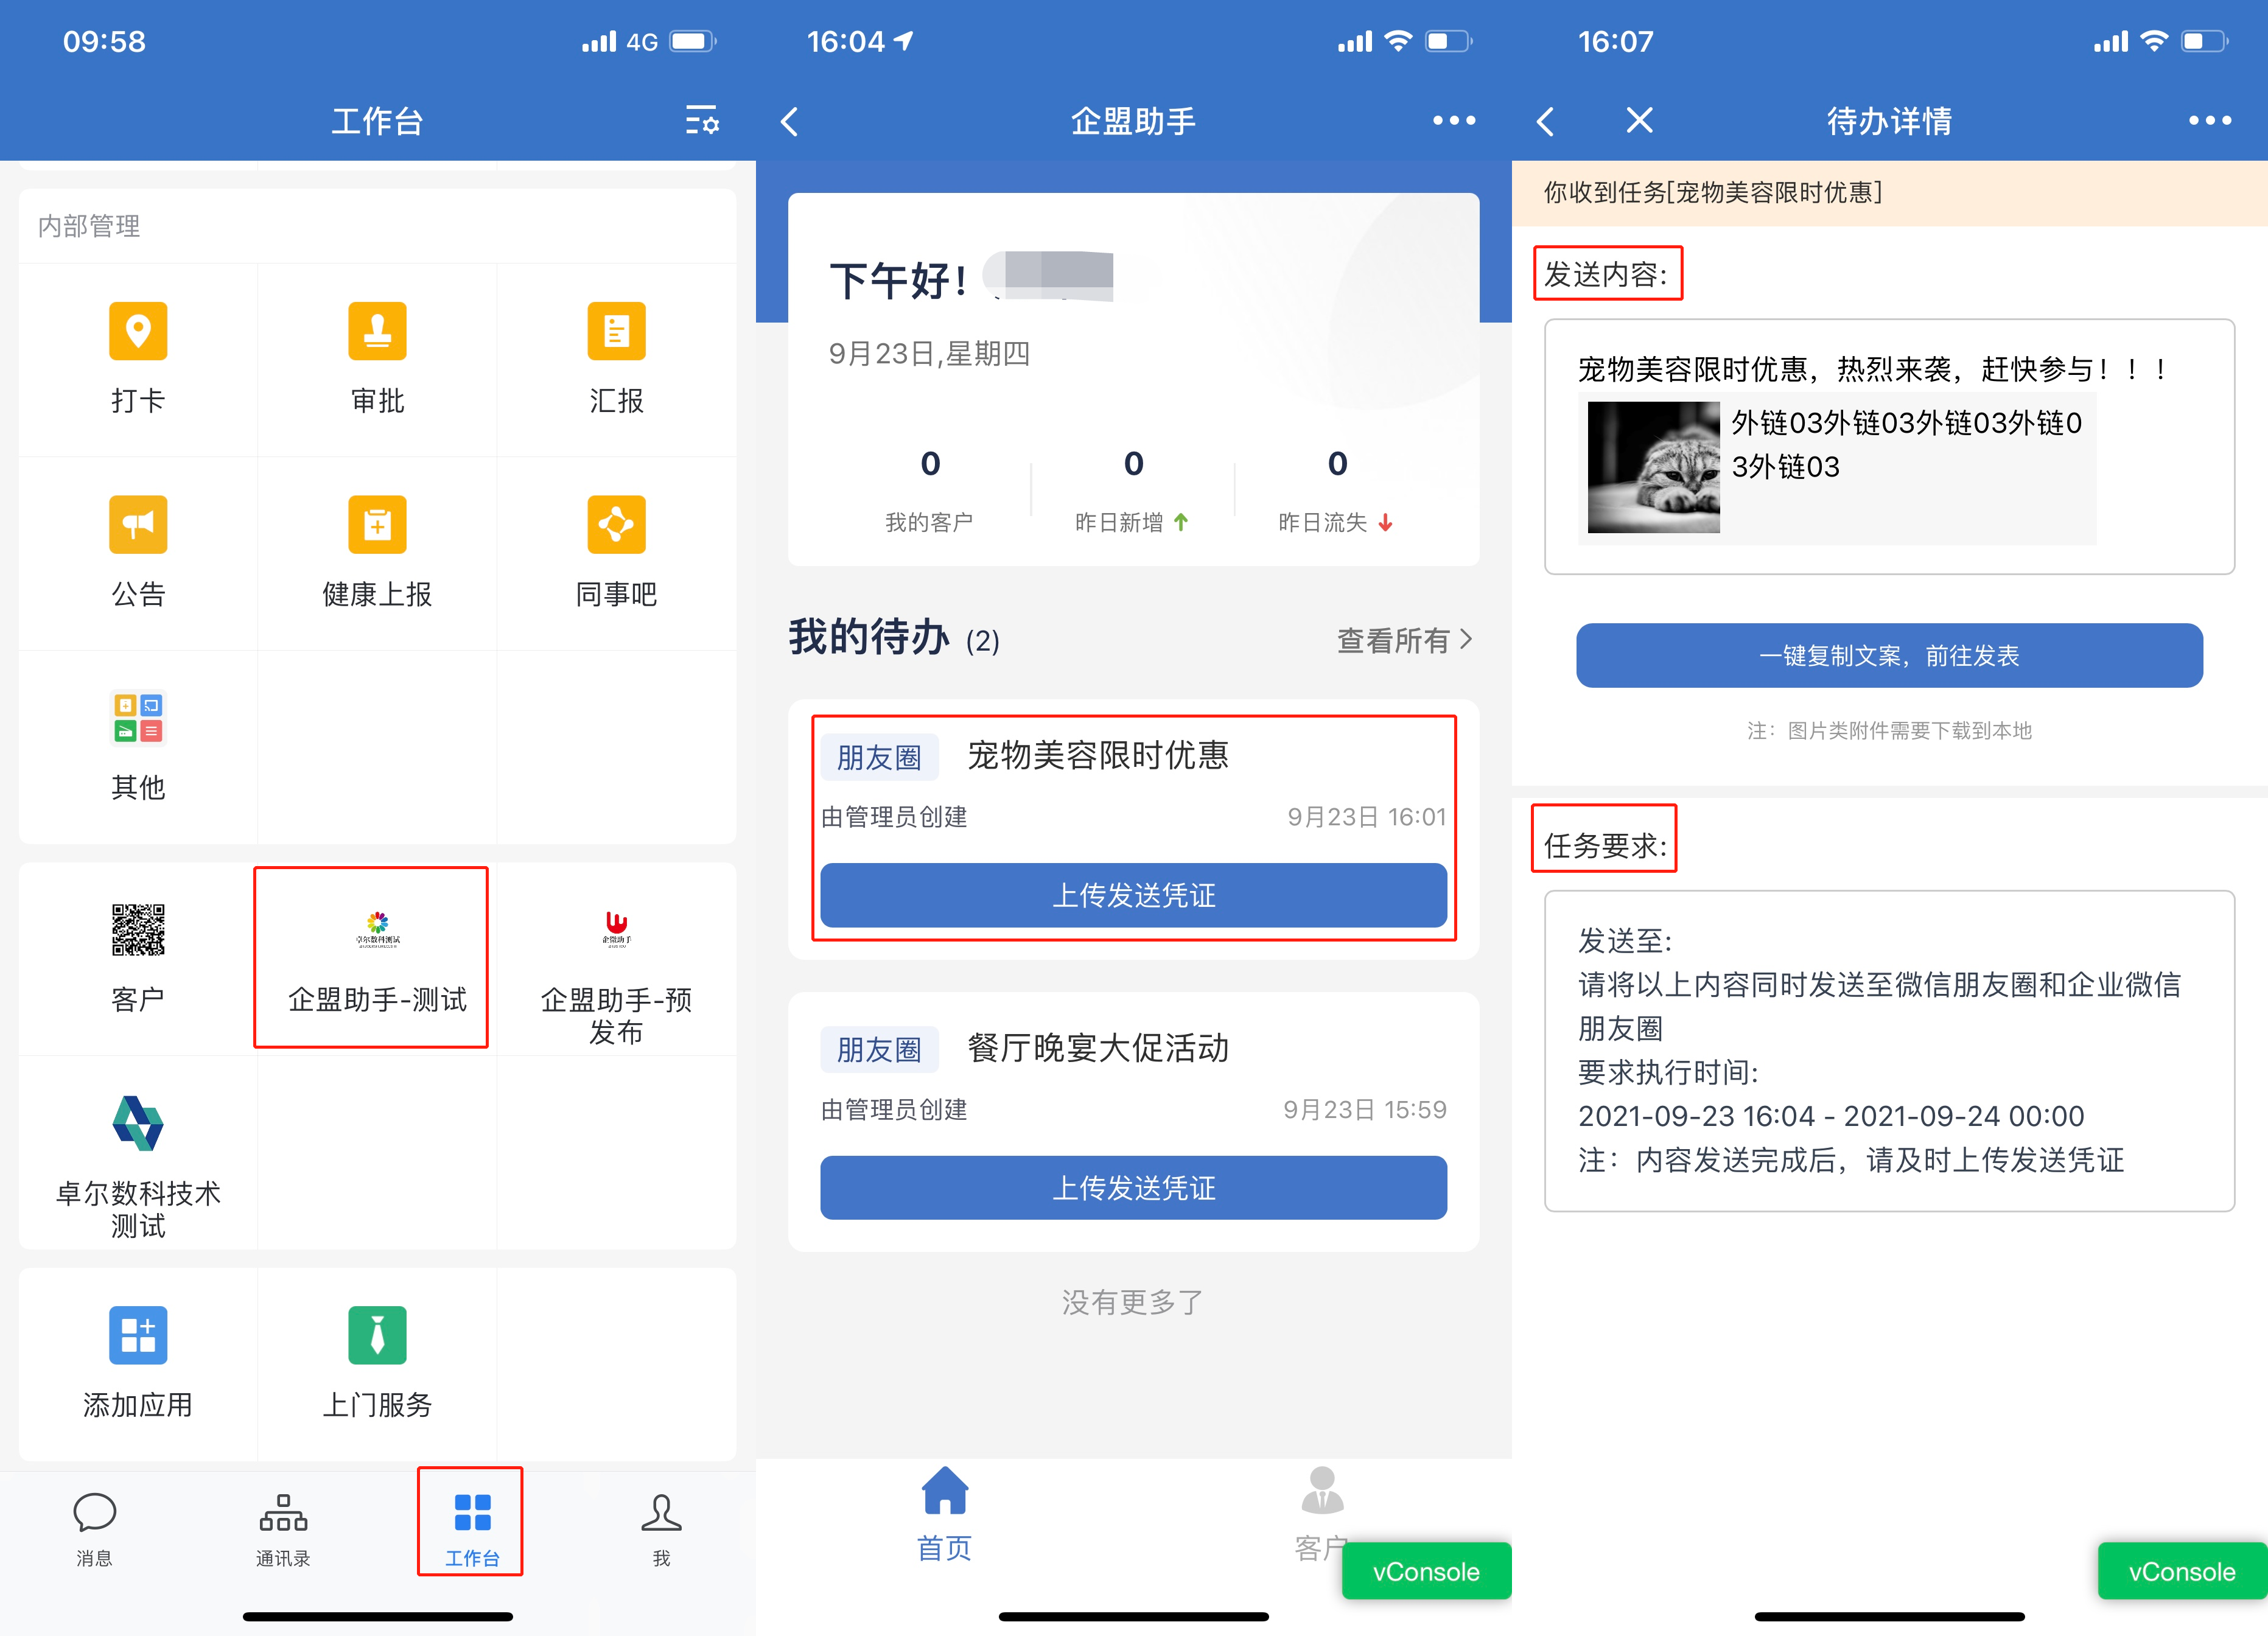 09:58
4G
工作台
内部管理
打卡
审批
汇报
公告
健康上报
同事吧
其他
客户
卓尔数科测试
企盟助手-测试
企盟助手-预
发布
卓尔数科技术
测试
添加应用
上门服务
消息
通讯录
工作台
我
16:04
企盟助手
下午好！
9月23日,星期四
0
0
0
我的客户
昨日新增
昨日流失
我的待办 (2)
查看所有
朋友圈
宠物美容限时优惠
由管理员创建
9月23日 16:01
上传发送凭证
朋友圈
餐厅晚宴大促活动
由管理员创建
9月23日 15:59
上传发送凭证
没有更多了
首页
客户
vConsole
16:07
待办详情
你收到任务[宠物美容限时优惠]
发送内容:
宠物美容限时优惠，热烈来袭，赶快参与！！！
外链03外链03外链03外链0
3外链03
一键复制文案，前往发表
注：图片类附件需要下载到本地
任务要求:
发送至:
请将以上内容同时发送至微信朋友圈和企业微信
朋友圈
要求执行时间:
2021-09-23 16:04 - 2021-09-24 00:00
注：内容发送完成后，请及时上传发送凭证
vConsole